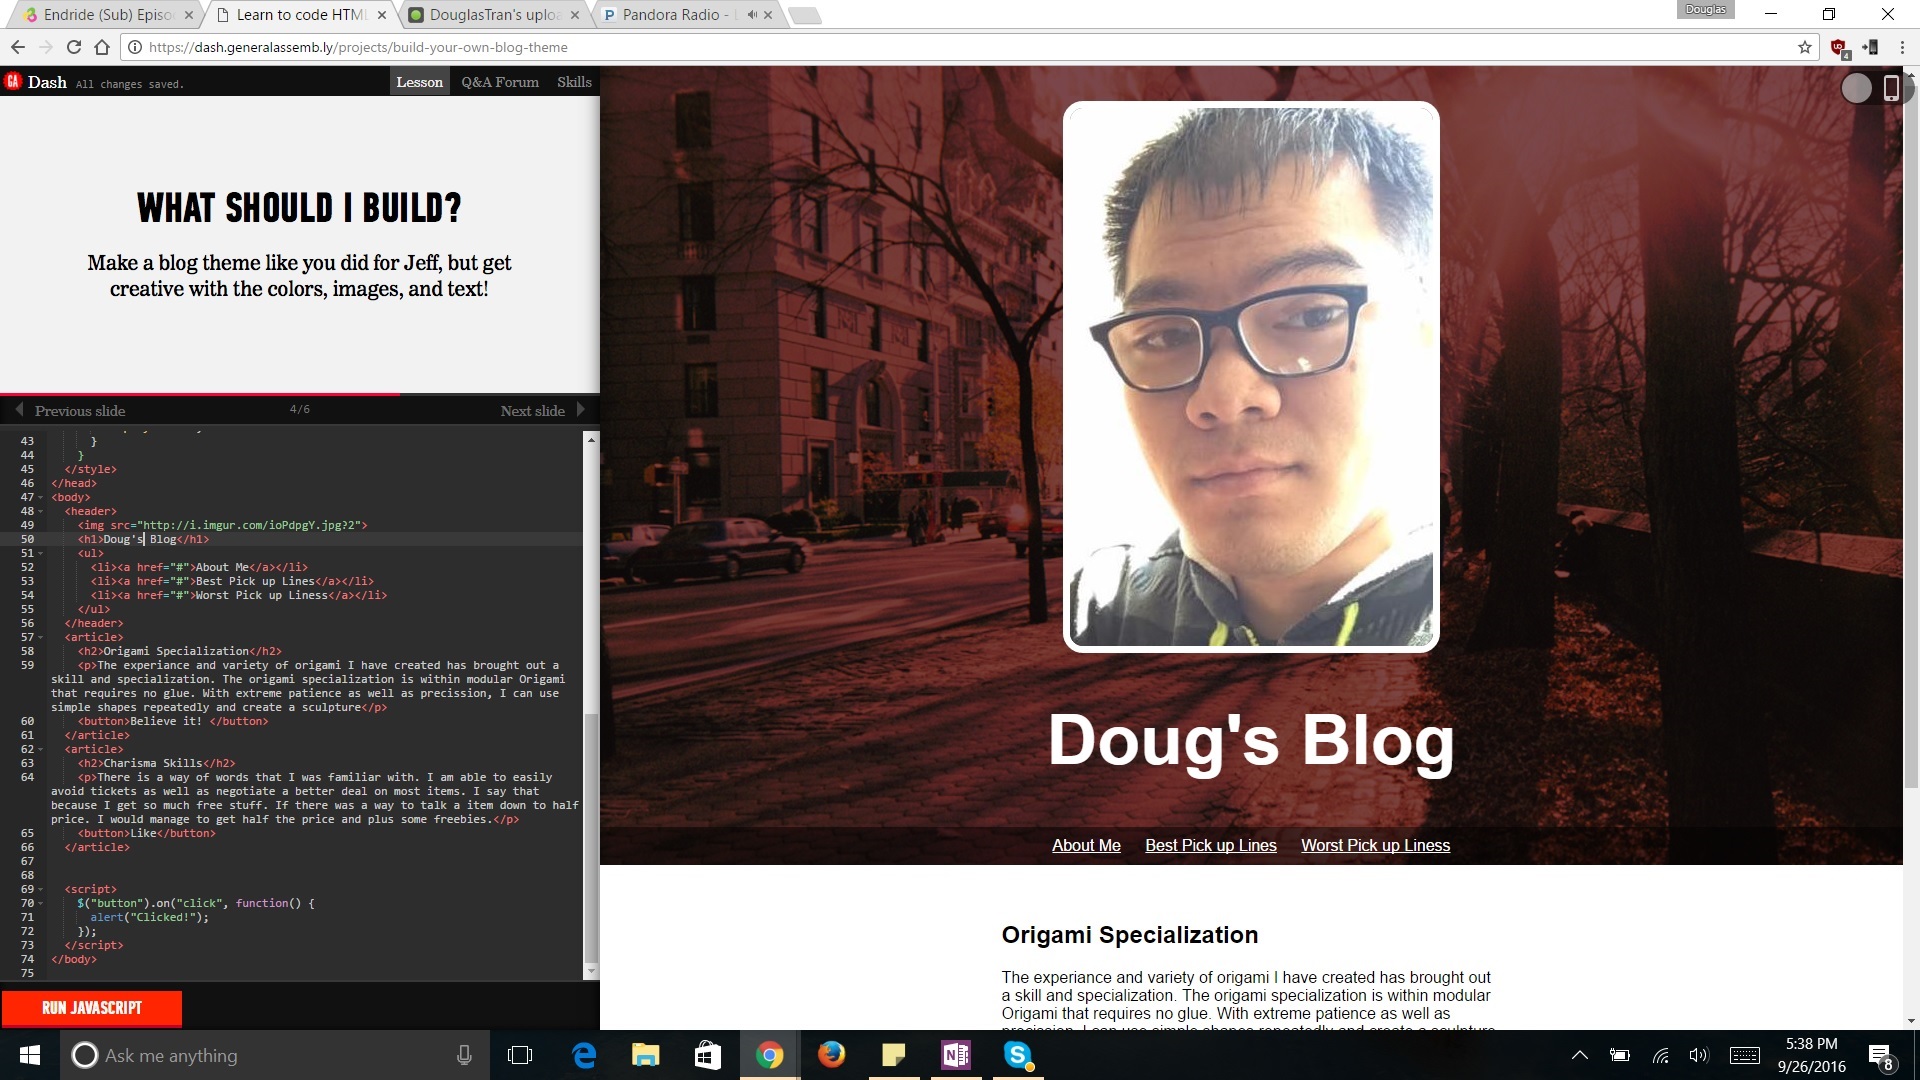 Endride (Sub) Episo
Learn to code HTML
DouglasTran's uploa
Pandora Radio - L
Douglas
https://dash.generalassemb.ly/projects/build-your-own-blog-theme
4
GA Dash All changes saved.
Lesson Q&A Forum Skills
WHAT SHOULD I BUILD?
Make a blog theme like you did for Jeff, but get
creative with the colors, images, and text!
Previous slide 4/6 Next slide
43 }
44 }
45 </style>
46 </head>
47 <body>
48 <header>
49 <img src="http://i.imgur.com/ioPdpgY.jpg?2">
50 <h1>Doug's Blog</h1>
51 <ul>
52 <li><a href="#">About Me</a></li>
53 <li><a href="#">Best Pick up Lines</a></li>
54 <li><a href="#">Worst Pick up Liness</a></li>
55 </ul>
56 </header>
57 <article>
58 <h2>Origami Specialization</h2>
59 <p>The experiance and variety of origami I have created has brought out a
skill and specialization. The origami specialization is within modular Origami
that requires no glue. With extreme patience as well as precission, I can use
simple shapes repeatedly and create a sculpture</p>
60 <button>Believe it! </button>
61 </article>
62 <article>
63 <h2>Charisma Skills</h2>
64 <p>There is a way of words that I was familiar with. I am able to easily
avoid tickets as well as negotiate a better deal on most items. I say that
because I get so much free stuff. If there was a way to talk a item down to half
price. I would manage to get half the price and plus some freebies.</p>
65 <button>Like</button>
66 </article>
67
68
69 <script>
70 $("button").on("click", function() {
71 alert("Clicked!");
72 });
73 </script>
74 </body>
75
RUN JAVASCRIPT
Doug's Blog
About Me Best Pick up Lines Worst Pick up Liness
Origami Specialization
The experiance and variety of origami I have created has brought out
a skill and specialization. The origami specialization is within modular
Origami that requires no glue. With extreme patience as well as
precission, I can use simple shapes repeatedly and create a sculpture
Ask me anything
5:38 PM
9/26/2016
8